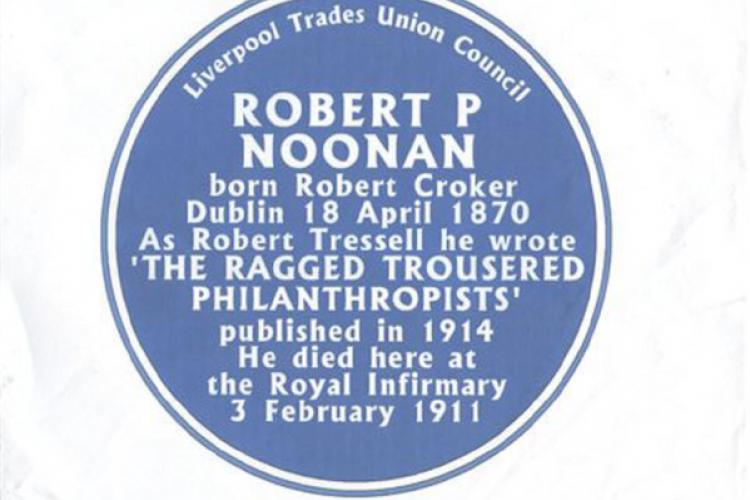 Liverpool Trades Union Council
ROBERT P
NOONAN
born Robert Croker
Dublin 18 April 1870
As Robert Tressell he wrote
'THE RAGGED TROUSERED
PHILANTHROPISTS'
published in 1914
He died here at
the Royal Infirmary
3 February 1911